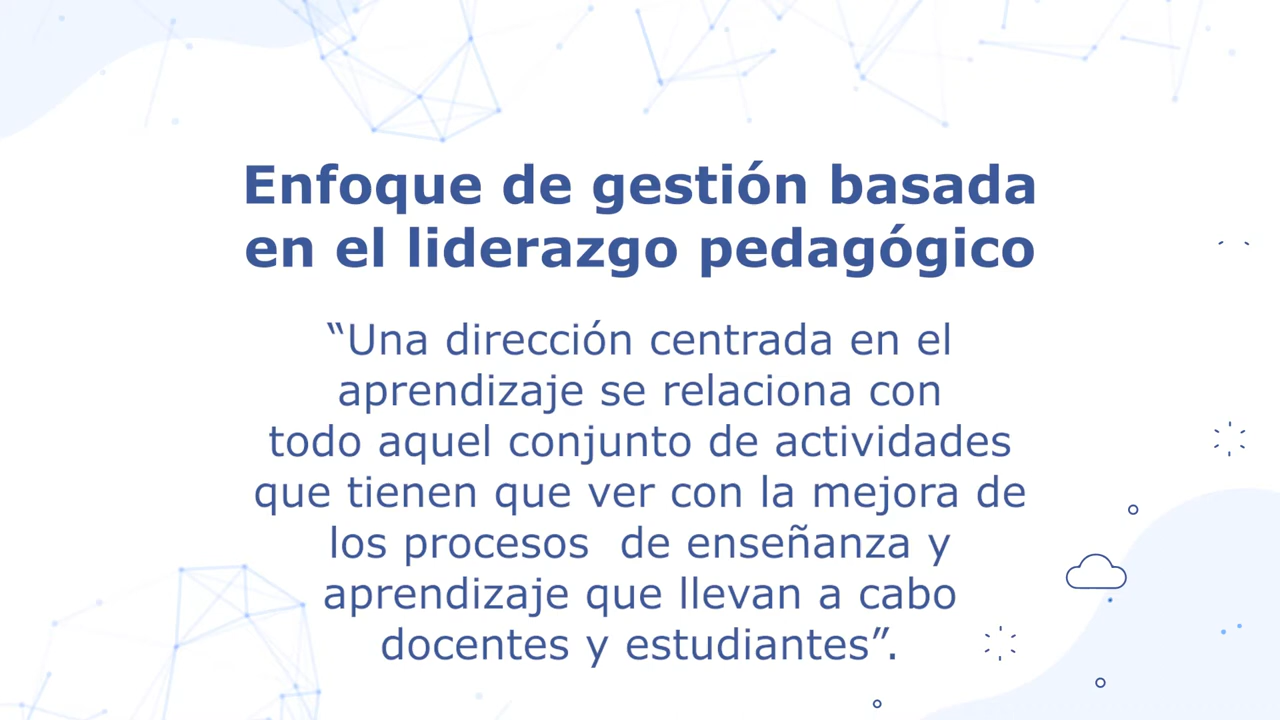 Enfoque de gestión basada
en el liderazgo pedagógico
“Una dirección centrada en el
aprendizaje se relaciona con
todo aquel conjunto de actividades
que tienen que ver con la mejora de
los procesos  de enseñanza y
aprendizaje que llevan a cabo
docentes y estudiantes”.